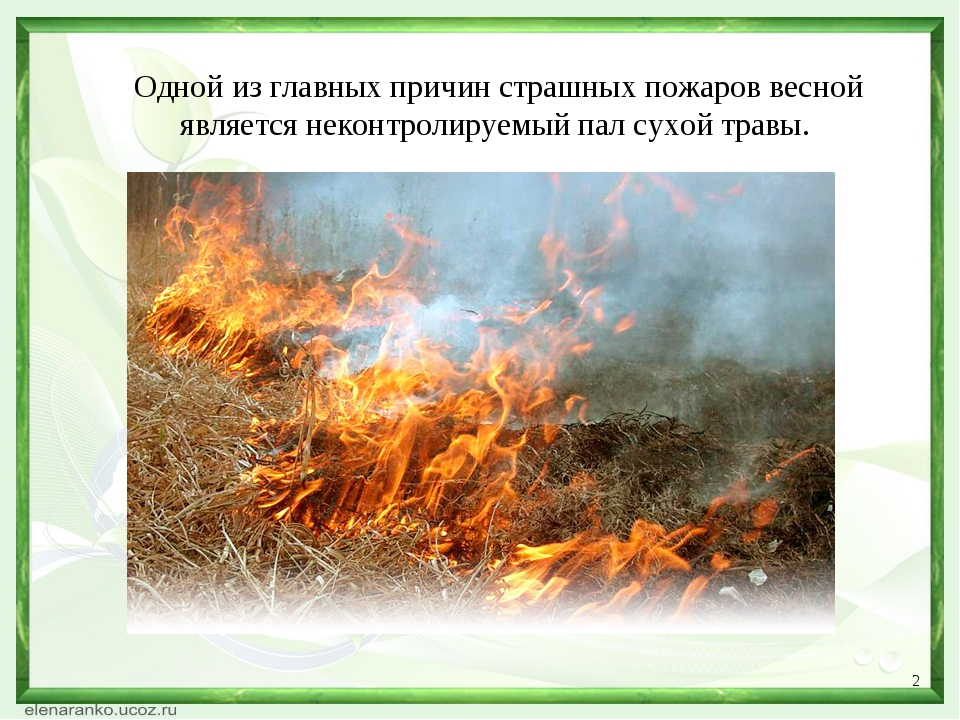 Одной из главных причин страшных пожаров весной
является неконтролируемый пал сухой травы.
2
elenaranko.ucoz.ru